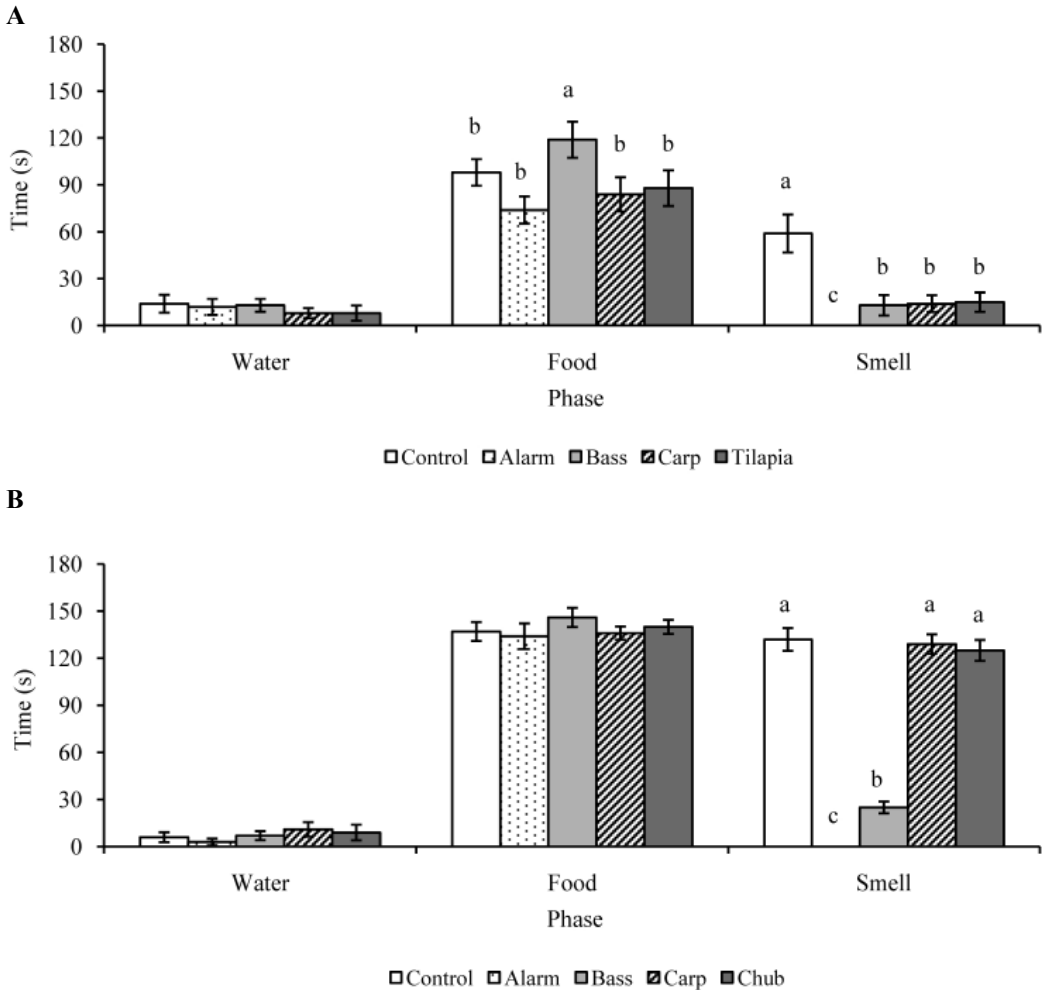 A
180
150
120
90
60
30
0
Time (s)
b
b
a
b
b
a
c
b
b
b
Water
Food
Smell
Phase
Control Alarm Bass Carp Tilapia
B
180
150
120
90
60
30
0
Time (s)
a
c
b
a
a
Water
Food
Smell
Phase
Control Alarm Bass Carp Chub